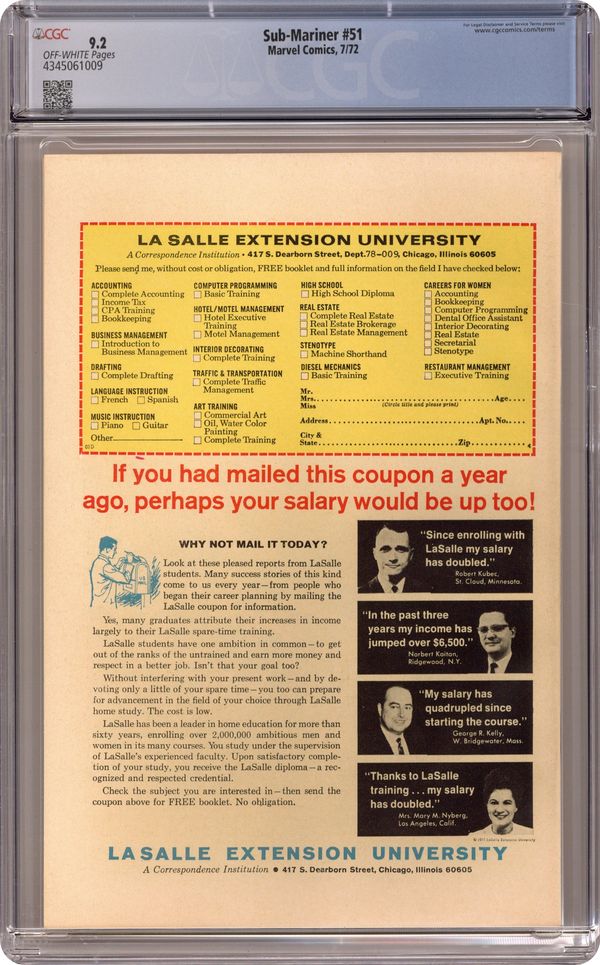 CGC
9.2
OFF-WHITE Pages
4345061009
Sub-Mariner #51
Marvel Comics, 7/72
For Legal Disclaimer and Service Terms please visit
www.cgccomics.com/terms
CGC
LA SALLE EXTENSION UNIVERSITY
A Correspondence Institution • 417 S. Dearborn Street, Dept. 78-009, Chicago, Illinois 60605
Please send me, without cost or obligation, FREE booklet and full information on the field I have checked below:
ACCOUNTING
Complete Accounting
Income Tax
CPA Training
Bookkeeping
BUSINESS MANAGEMENT
Introduction to
Business Management
DRAFTING
Complete Drafting
LANGUAGE INSTRUCTION
French Spanish
MUSIC INSTRUCTION
Piano Guitar
Other
COMPUTER PROGRAMMING
Basic Training
HOTEL/MOTEL MANAGEMENT
Hotel Executive
Training
Motel Management
INTERIOR DECORATING
Complete Training
TRAFFIC & TRANSPORTATION
Complete Traffic
Management
ART TRAINING
Commercial Art
Oil, Water Color
Painting
Complete Training
HIGH SCHOOL
High School Diploma
REAL ESTATE
Complete Real Estate
Real Estate Brokerage
Real Estate Management
STENOTYPE
Machine Shorthand
DIESEL MECHANICS
Basic Training
CAREERS FOR WOMEN
Accounting
Bookkeeping
Computer Programming
Dental Office Assistant
Interior Decorating
Real Estate
Secretarial
Stenotype
RESTAURANT MANAGEMENT
Executive Training
Mr.
Mrs. Age
Miss (Circle title and please print)
Address Apt. No.
City &
State Zip 4
If you had mailed this coupon a year
ago, perhaps your salary would be up too!
WHY NOT MAIL IT TODAY?
Look at these pleased reports from LaSalle
students. Many success stories of this kind
come to us every year—from people who
began their career planning by mailing the
LaSalle coupon for information.
Yes, many graduates attribute their increases in income
largely to their LaSalle spare-time training.
LaSalle students have one ambition in common—to get
out of the ranks of the untrained and earn more money and
respect in a better job. Isn't that your goal too?
Without interfering with your present work—and by de-
voting only a little of your spare time—you too can prepare
for advancement in the field of your choice through LaSalle
home study. The cost is low.
LaSalle has been a leader in home education for more than
sixty years, enrolling over 2,000,000 ambitious men and
women in its many courses. You study under the supervision
of LaSalle's experienced faculty. Upon satisfactory comple-
tion of your study, you receive the LaSalle diploma—a rec-
ognized and respected credential.
Check the subject you are interested in—then send the
coupon above for FREE booklet. No obligation.
"Since enrolling with
LaSalle my salary
has doubled."
Robert Kubec,
St. Cloud, Minnesota.
"In the past three
years my income has
jumped over $6,500."
Norbert Kaiton,
Ridgewood, N.Y.
"My salary has
quadrupled since
starting the course."
George R. Kelly,
W. Bridgewater, Mass.
"Thanks to LaSalle
training . . . my salary
has doubled."
Mrs. Mary M. Nyberg,
Los Angeles, Calif.
© 1971 LaSalle Extension University
LA SALLE EXTENSION UNIVERSITY
A Correspondence Institution • 417 S. Dearborn Street, Chicago, Illinois 60605